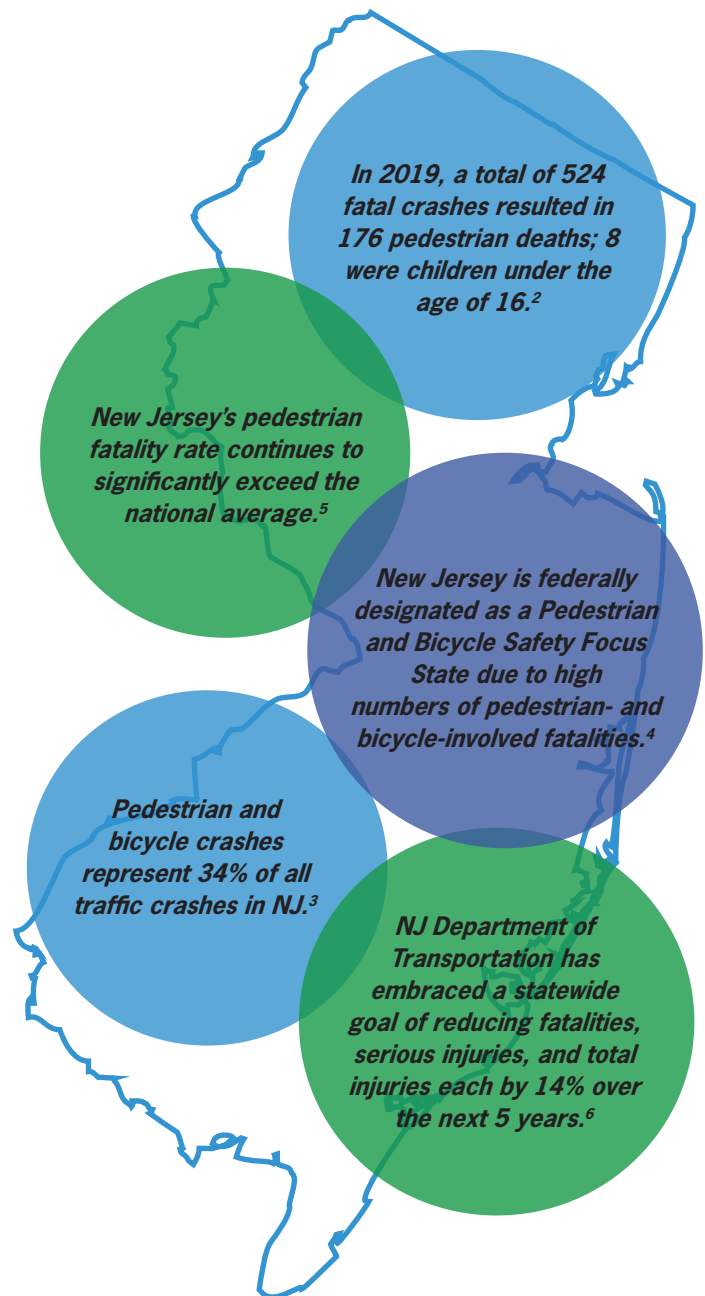 In 2019, a total of 524
fatal crashes resulted in
176 pedestrian deaths; 8
were children under the
age of 16.²
New Jersey’s pedestrian
fatality rate continues to
significantly exceed the
national average.⁵
New Jersey is federally
designated as a Pedestrian
and Bicycle Safety Focus
State due to high
numbers of pedestrian- and
bicycle-involved fatalities.⁴
Pedestrian and
bicycle crashes
represent 34% of all
traffic crashes in NJ.³
NJ Department of
Transportation has
embraced a statewide
goal of reducing fatalities,
serious injuries, and total
injuries each by 14% over
the next 5 years.⁶